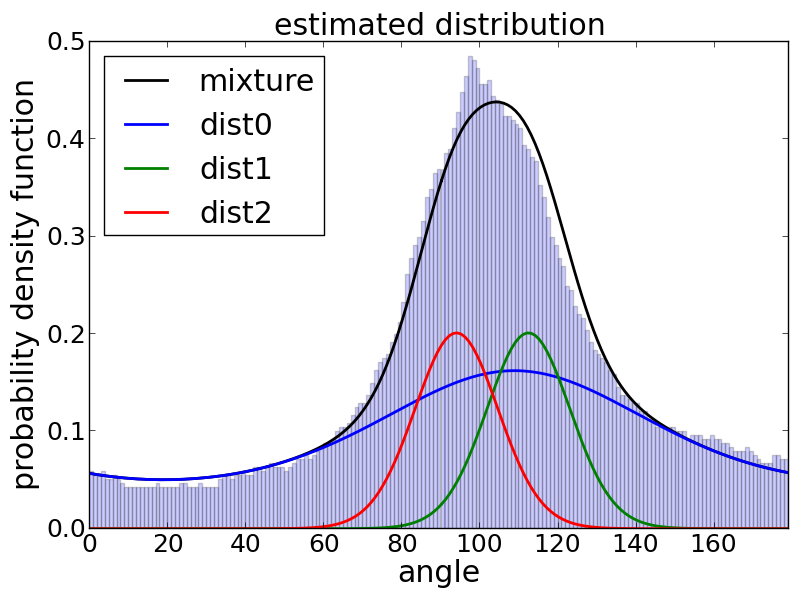 estimated distribution
0.5
0.4
0.3
0.2
0.1
0.0
probability density function
mixture
dist0
dist1
dist2
0 20 40 60 80 100 120 140 160
angle